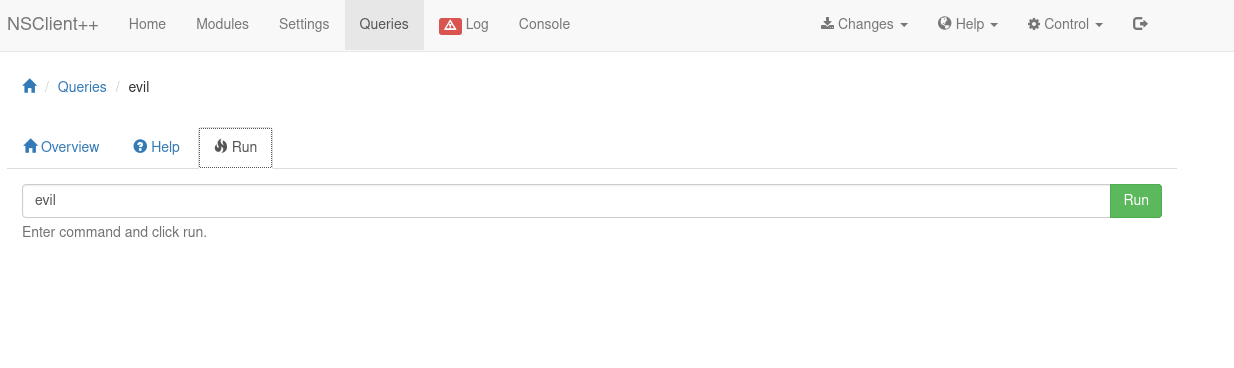 NSClient++ Home Modules Settings Queries Log Console Changes Help Control
/ Queries / evil
Overview Help Run
evil Run
Enter command and click run.